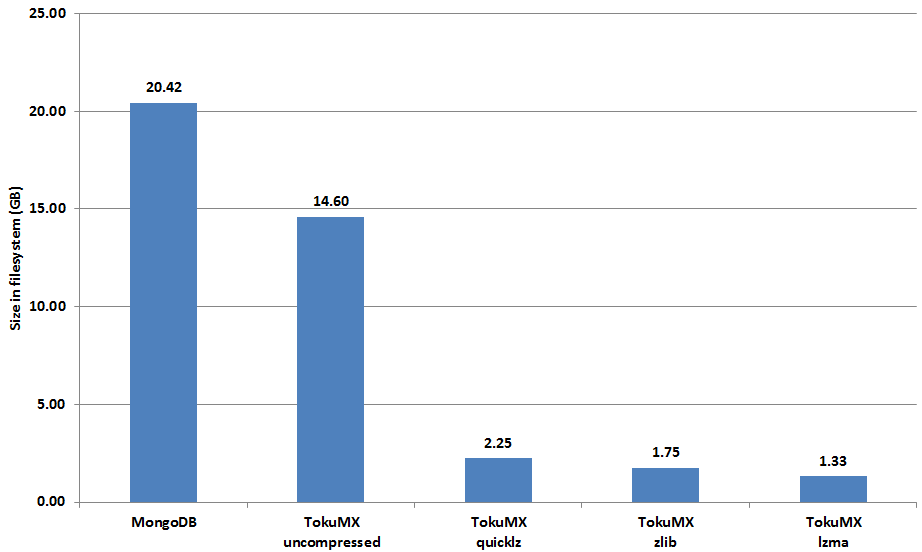 25.00
20.00
15.00
10.00
5.00
0.00
Size in filesystem (GB)
20.42
14.60
2.25
1.75
1.33
MongoDB
TokuMX
uncompressed
TokuMX
quicklz
TokuMX
zlib
TokuMX
lzma